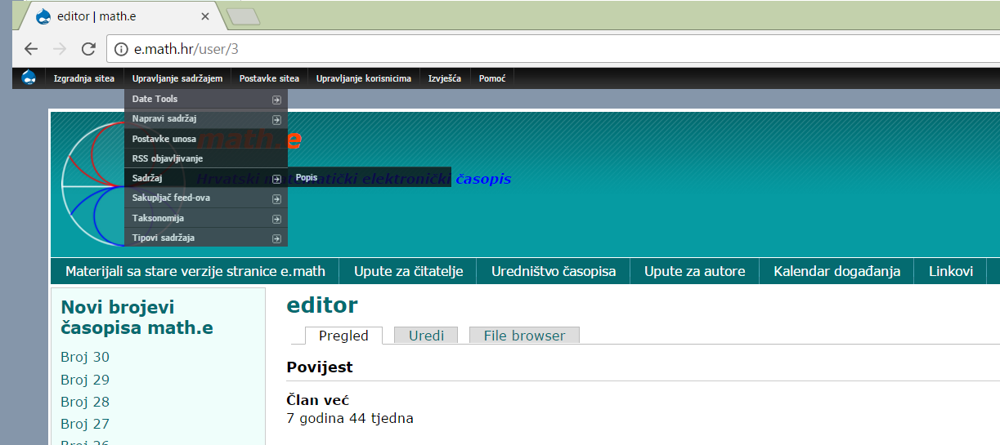 editor | math.e
e.math.hr/user/3
Izgradnja sitea Upravljanje sadržajem Postavke sitea Upravljanje korisnicima Izvješća Pomoć
Date Tools
Napravi sadržaj
Postavke unosa
math.e
RSS objavljivanje
Sadržaj
Popis
Hrvatski matematički elektronički časopis
Sakupljač feed-ova
Taksonomija
Tipovi sadržaja
Materijali sa stare verzije stranice e.math Upute za čitatelje Uredništvo časopisa Upute za autore Kalendar događanja Linkovi
Novi brojevi
časopisa math.e
Broj 30
Broj 29
Broj 28
Broj 27
Broj 26
editor
Pregled Uredi File browser
Povijest
Član već
7 godina 44 tjedna